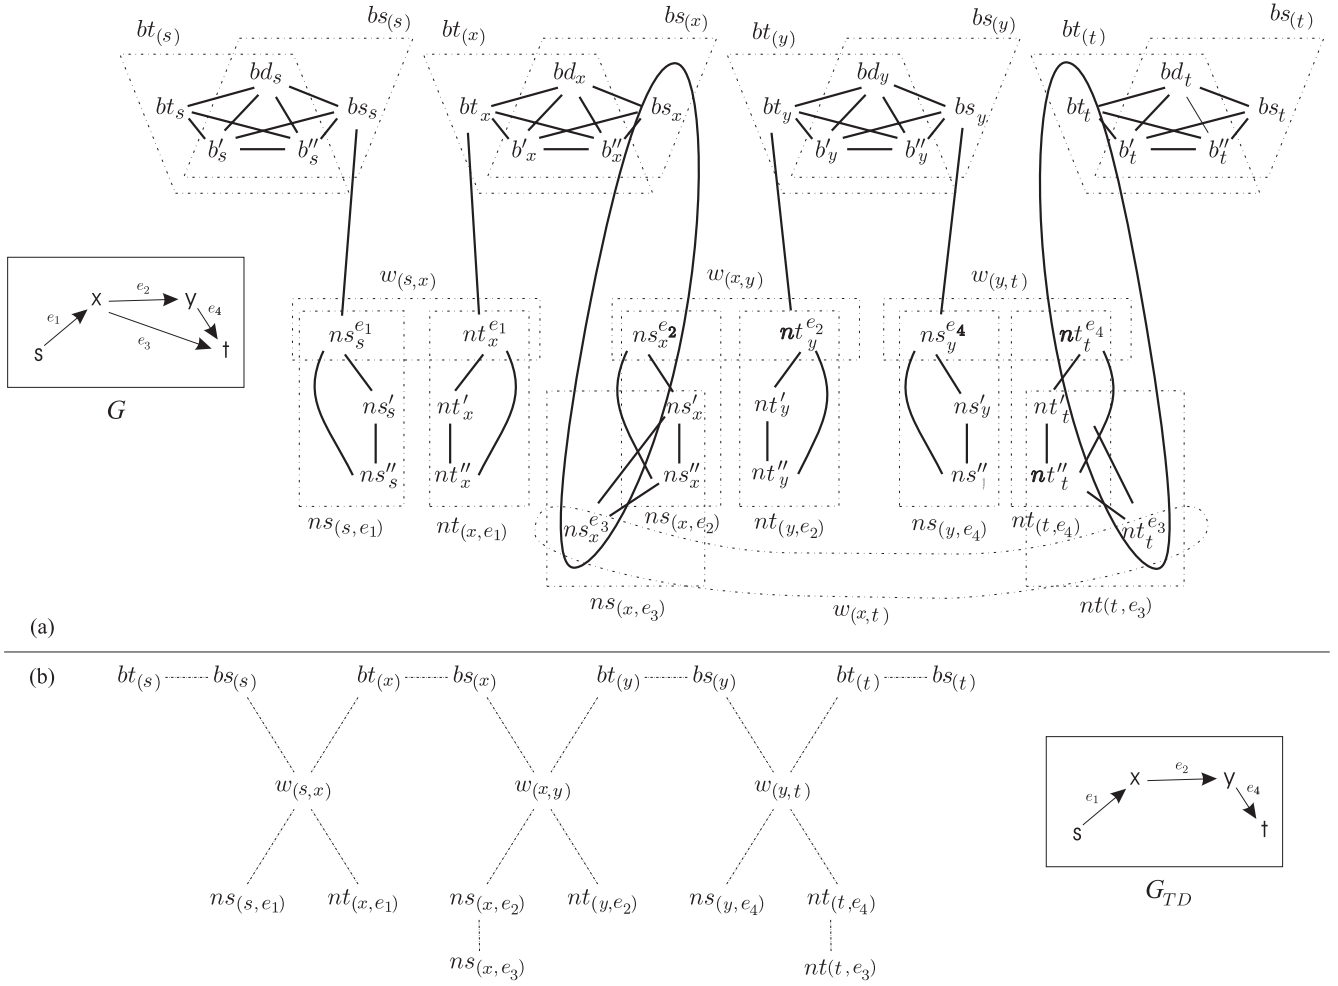 bt(s) bs(s) bt(x) bs(x) bt(y) bs(y) bt(t) bs(t)
bd_s bd_x bd_y bd_t
bt_s bs_s bt_x bs_x bt_y bs_y bt_t bs_t
b'_s b''_s b'_x b''_x b'_y b''_y b'_t b''_t
w(s,x) w(x,y) w(y,t)
x e2 y
e1 e4
s e3 t
G
ns_s^{e1} nt_x^{e1} ns_x^{e2} nt_y^{e2} ns_y^{e4} nt_t^{e4}
ns'_s nt'_x ns'_x nt'_y ns'_y nt'_t
ns''_s nt''_x ns''_x nt''_y ns'' nt''_t
ns(s,e1) nt(x,e1) ns(x,e2) nt(y,e2) ns(y,e4) nt(t,e4)
ns_x^{e3} nt_t^{e3}
ns(x,e3) w(x,t) nt(t,e3)
(a)
(b) bt(s) bs(s) bt(x) bs(x) bt(y) bs(y) bt(t) bs(t)
w(s,x) w(x,y) w(y,t)
x e2 y
e1 e4
s t
G_{TD}
ns(s,e1) nt(x,e1) ns(x,e2) nt(y,e2) ns(y,e4) nt(t,e4)
ns(x,e3) nt(t,e3)